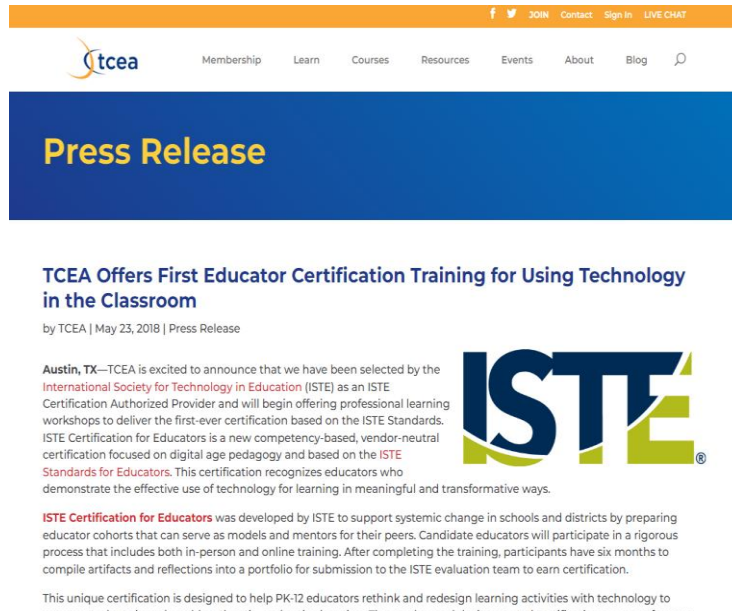 JOIN Contact Sign In LIVE CHAT
tcea
Membership Learn Courses Resources Events About Blog
Press Release
TCEA Offers First Educator Certification Training for Using Technology
in the Classroom
by TCEA | May 23, 2018 | Press Release
Austin, TX—TCEA is excited to announce that we have been selected by the
International Society for Technology in Education (ISTE) as an ISTE
Certification Authorized Provider and will begin offering professional learning
workshops to deliver the first-ever certification based on the ISTE Standards.
ISTE Certification for Educators is a new competency-based, vendor-neutral
certification focused on digital age pedagogy and based on the ISTE
Standards for Educators. This certification recognizes educators who
demonstrate the effective use of technology for learning in meaningful and transformative ways.
ISTE®
ISTE Certification for Educators was developed by ISTE to support systemic change in schools and districts by preparing
educator cohorts that can serve as models and mentors for their peers. Candidate educators will participate in a rigorous
process that includes both in-person and online training. After completing the training, participants have six months to
compile artifacts and reflections into a portfolio for submission to the ISTE evaluation team to earn certification.
This unique certification is designed to help PK-12 educators rethink and redesign learning activities with technology to